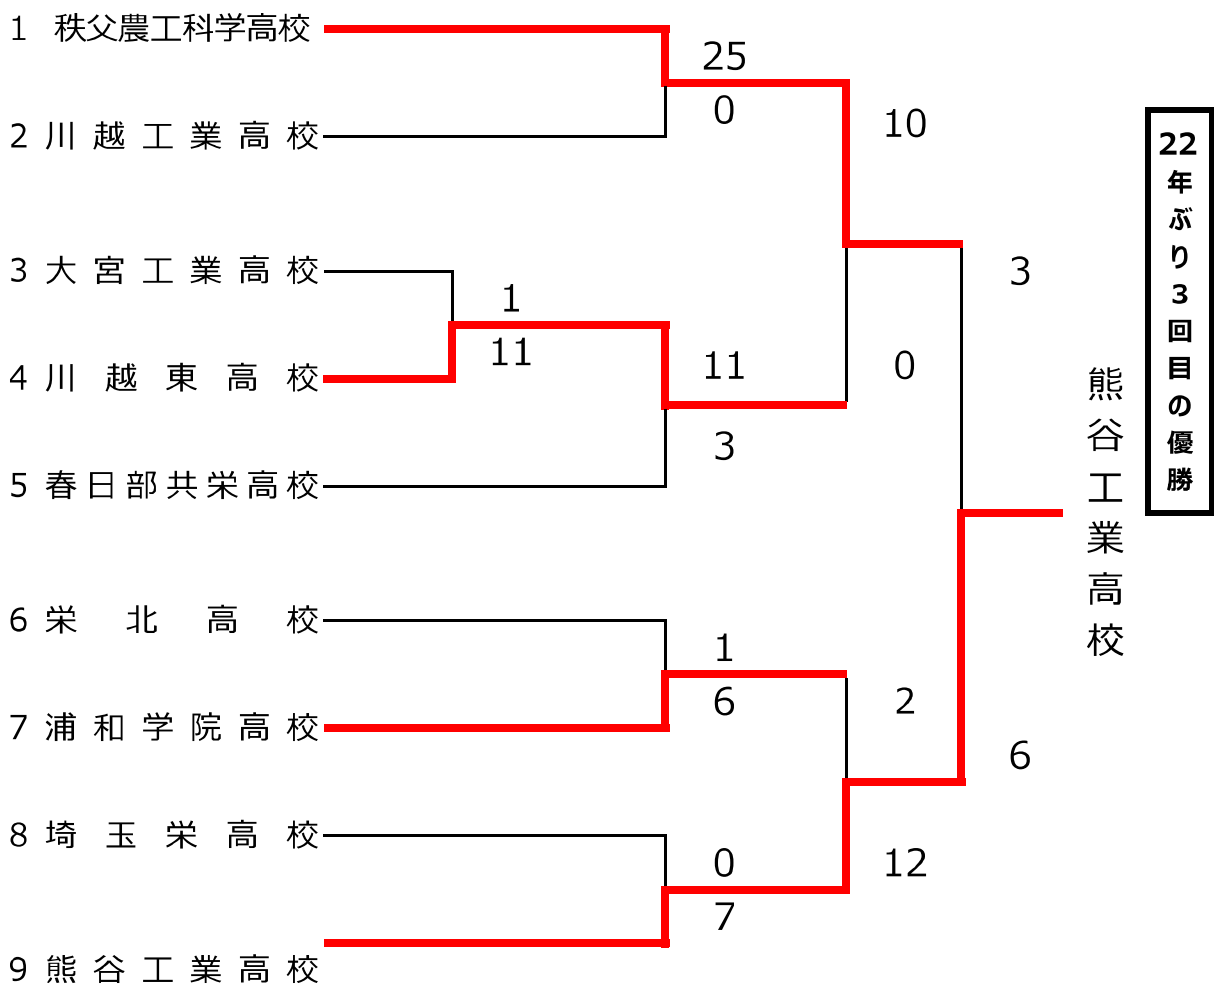 1 秩父農工科学高校
25
0
10
2 川越工業高校
3 大宮工業高校
1
11
3
4 川越東高校
11
3
0
5 春日部共栄高校
6 栄北高校
1
6
2
7 浦和学院高校
6
8 埼玉栄高校
0
7
12
9 熊谷工業高校
熊谷工業高校
22年ぶり3回目の優勝